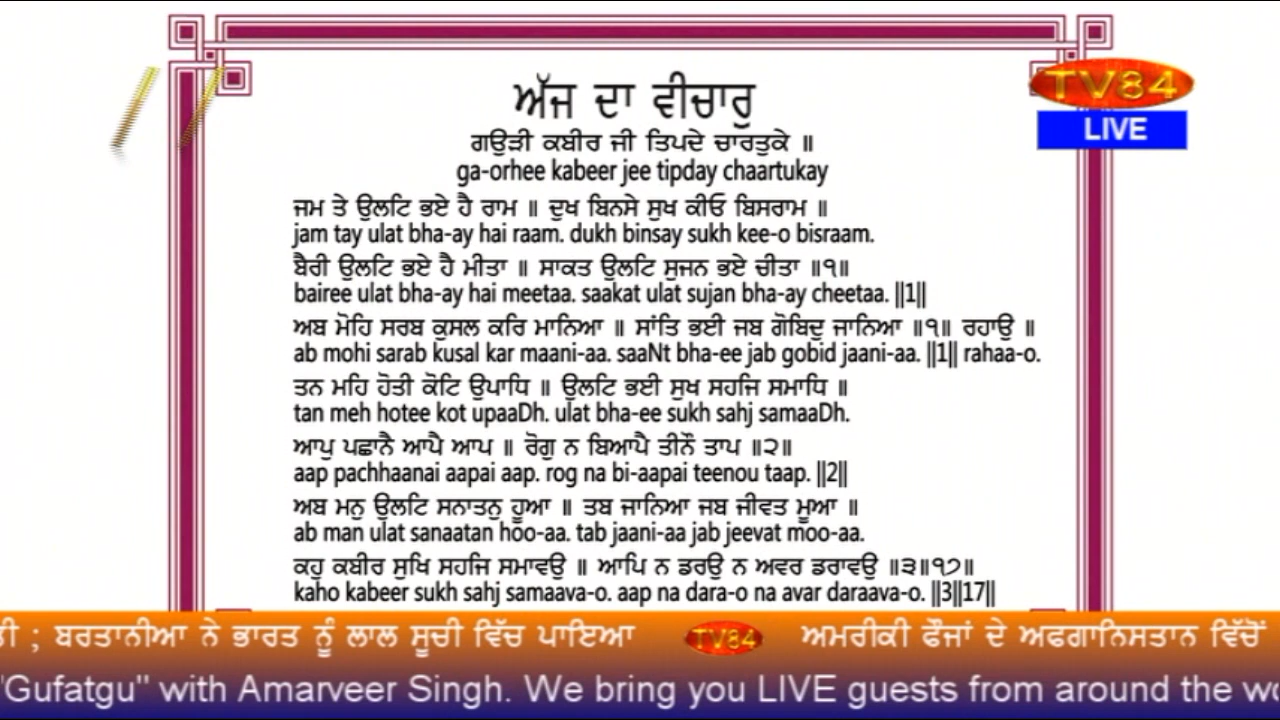 ਅੱਜ ਦਾ ਵੀਚਾਰੁ
TV84
LIVE
ਗਉੜੀ ਕਬੀਰ ਜੀ ਤਿਪਦੇ ਚਾਰਤੁਕੇ ॥
ga-orhee kabeer jee tipday chaartukay
ਜਮ ਤੇ ਉਲਟਿ ਭਏ ਹੈ ਰਾਮ ॥ ਦੁਖ ਬਿਨਸੇ ਸੁਖ ਕੀਓ ਬਿਸਰਾਮ ॥
jam tay ulat bha-ay hai raam. dukh binsay sukh kee-o bisraam.
ਬੈਰੀ ਉਲਟਿ ਭਏ ਹੈ ਮੀਤਾ ॥ ਸਾਕਤ ਉਲਟਿ ਸੁਜਨ ਭਏ ਚੀਤਾ ॥੧॥
bairee ulat bha-ay hai meetaa. saakat ulat sujan bha-ay cheetaa. ||1||
ਅਬ ਮੋਹਿ ਸਰਬ ਕੁਸਲ ਕਰਿ ਮਾਨਿਆ ॥ ਸਾਂਤਿ ਭਈ ਜਬ ਗੋਬਿਦੁ ਜਾਨਿਆ ॥੧॥ ਰਹਾਉ ॥
ab mohi sarab kusal kar maani-aa. saaNt bha-ee jab gobid jaani-aa. ||1|| rahaa-o.
ਤਨ ਮਹਿ ਹੋਤੀ ਕੋਟਿ ਉਪਾਧਿ ॥ ਉਲਟਿ ਭਈ ਸੁਖ ਸਹਜਿ ਸਮਾਧਿ ॥
tan meh hotee kot upaaDh. ulat bha-ee sukh sahj samaaDh.
ਆਪੁ ਪਛਾਨੈ ਆਪੈ ਆਪ ॥ ਰੋਗੁ ਨ ਬਿਆਪੈ ਤੀਨੌ ਤਾਪ ॥੨॥
aap pachhaanai aapai aap. rog na bi-aapai teenou taap. ||2||
ਅਬ ਮਨੁ ਉਲਟਿ ਸਨਾਤਨੁ ਹੂਆ ॥ ਤਬ ਜਾਨਿਆ ਜਬ ਜੀਵਤ ਮੂਆ ॥
ab man ulat sanaatan hoo-aa. tab jaani-aa jab jeevat moo-aa.
ਕਹੁ ਕਬੀਰ ਸੁਖਿ ਸਹਜਿ ਸਮਾਵਉ ॥ ਆਪਿ ਨ ਡਰਉ ਨ ਅਵਰ ਡਰਾਵਉ ॥੩॥੧੭॥
kaho kabeer sukh sahj samaava-o. aap na dara-o na avar daraava-o. ||3||17||
; ਬਰਤਾਨੀਆ ਨੇ ਭਾਰਤ ਨੂੰ ਲਾਲ ਸੂਚੀ ਵਿੱਚ ਪਾਇਆ TV84 ਅਮਰੀਕੀ ਫੌਜਾਂ ਦੇ ਅਫਗਾਨਿਸਤਾਨ ਵਿੱਚੋਂ
"Gufatgu" with Amarveer Singh. We bring you LIVE guests from around the